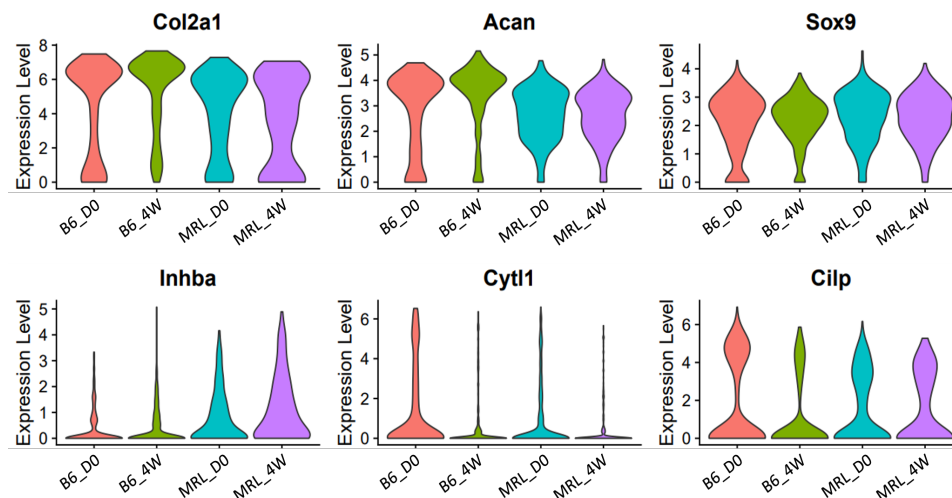 Col2a1
Acan
Sox9
Expression Level
8
6
4
2
0
B6_D0
B6_4W
MRL_D0
MRL_4W
Expression Level
5
4
3
2
1
0
B6_D0
B6_4W
MRL_D0
MRL_4W
Expression Level
4
3
2
1
0
B6_D0
B6_4W
MRL_D0
MRL_4W
Inhba
Cytl1
Cilp
Expression Level
5
4
3
2
1
0
B6_D0
B6_4W
MRL_D0
MRL_4W
Expression Level
6
4
2
0
B6_D0
B6_4W
MRL_D0
MRL_4W
Expression Level
6
4
2
0
B6_D0
B6_4W
MRL_D0
MRL_4W